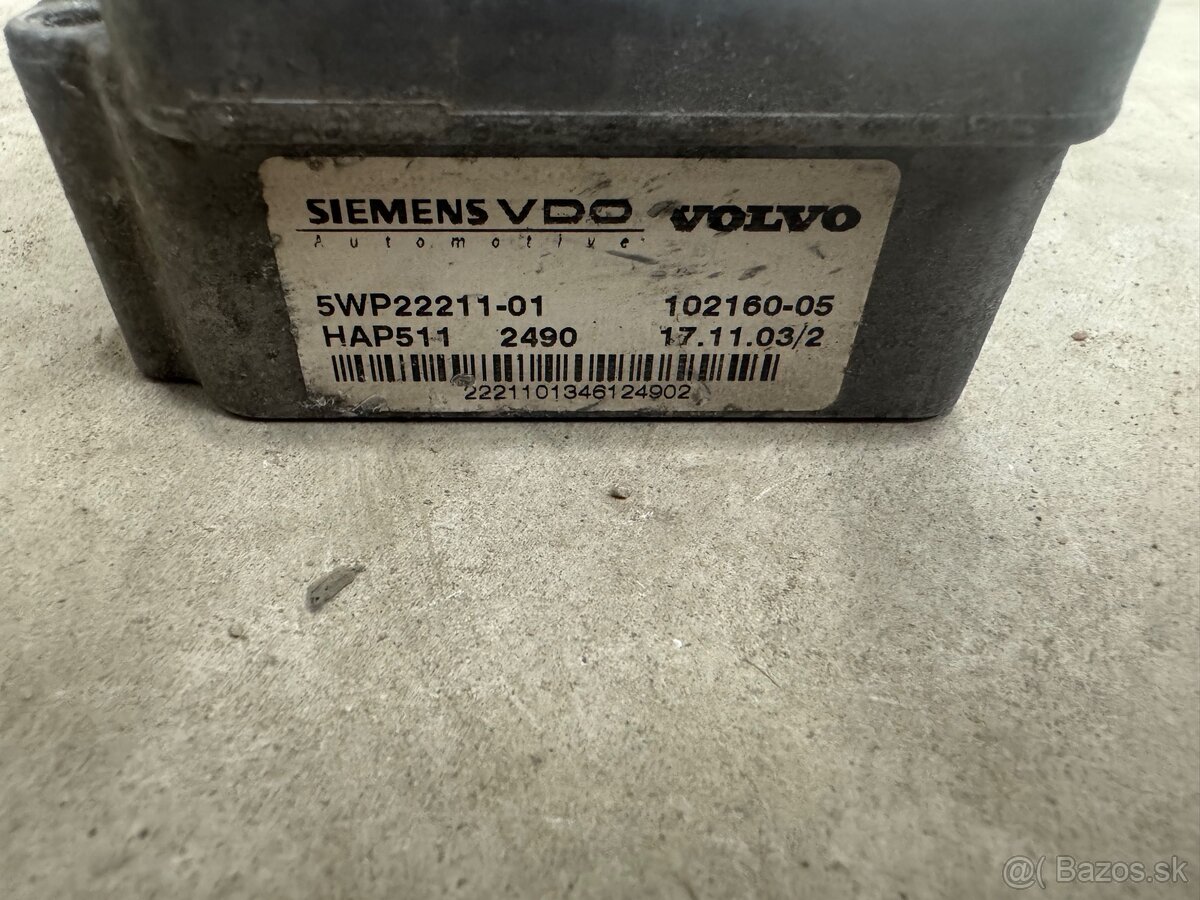 SIEMENS VDO VOLVO
Automotive
5WP22211-01 102160-05
HAP511 2490 17.11.03/2
2221101346124902
@( Bazos.sk